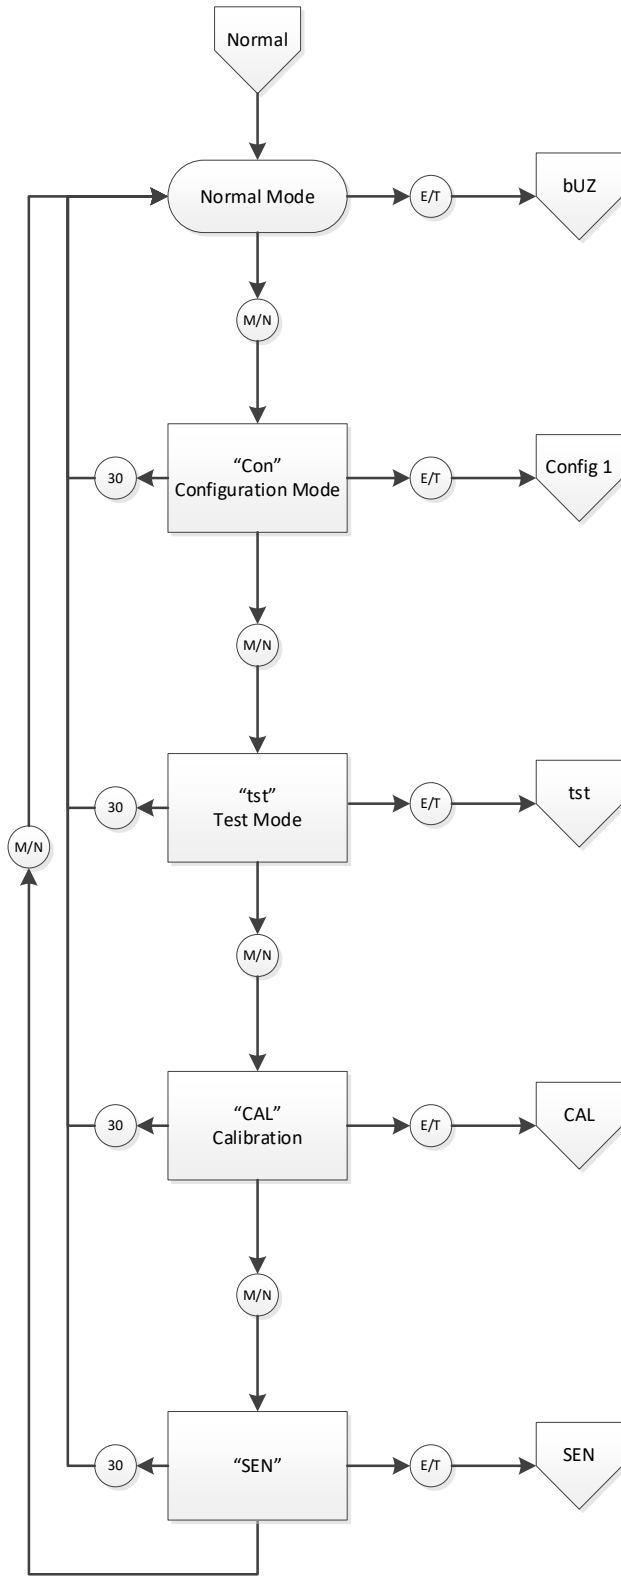 Normal
Normal Mode
E/T
bUZ
M/N
30
“Con”
Configuration Mode
E/T
Config 1
M/N
30
“tst”
Test Mode
E/T
tst
M/N
M/N
30
“CAL”
Calibration
E/T
CAL
M/N
30
“SEN”
E/T
SEN